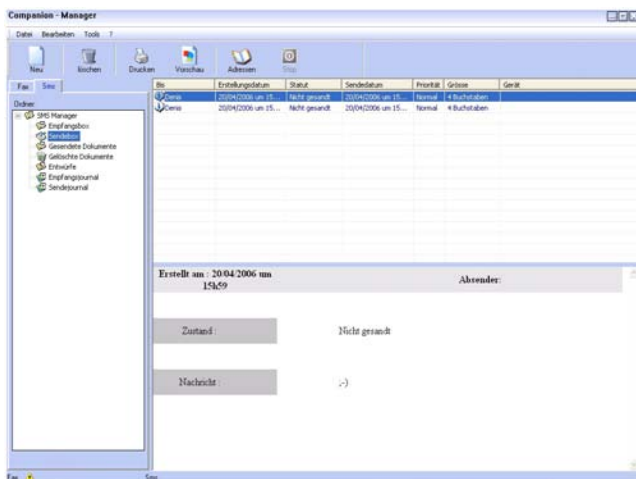 Companion - Manager
Datei Bearbeiten Tools ?
Neu löschen Drucken Vorschau Adressen Stop
Fax Sms
Ordner
SMS Manager
Empfangsbox
Sendebox
Gesendete Dokumente
Gelöschte Dokumente
Entwürfe
Empfangsjournal
Sendejournal
Bis Erstellungsdatum Statut Sendedatum Priorität Grösse Gerät
Denis 20/04/2006 um 15... Nicht gesandt 20/04/2006 um 15... Normal 4 Buchstaben
Denis 20/04/2006 um 15... Nicht gesandt 20/04/2006 um 15... Normal 4 Buchstaben
Erstellt am : 20/04/2006 um
15h59
Absender:
Zustand : Nicht gesandt
Nachricht : ;-)
Fax Sms